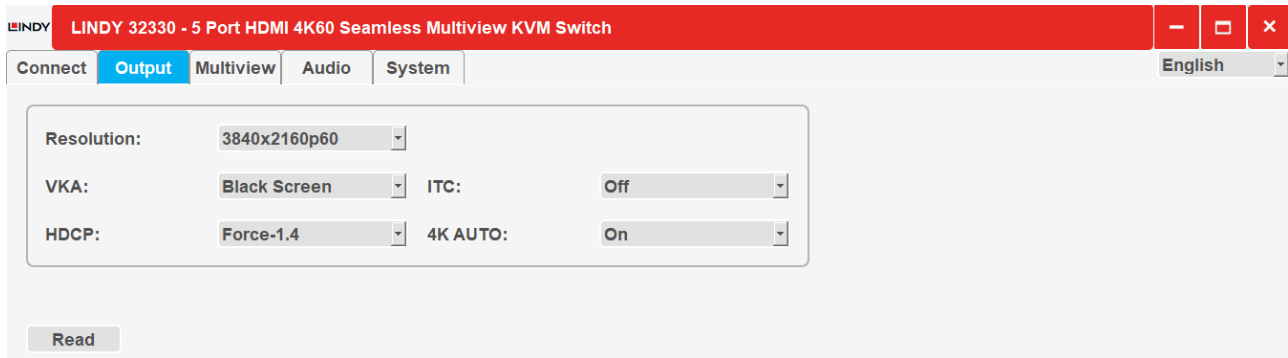 LINDY LINDY 32330 - 5 Port HDMI 4K60 Seamless Multiview KVM Switch
Connect Output Multiview Audio System English
Resolution: 3840x2160p60
VKA: Black Screen ITC: Off
HDCP: Force-1.4 4K AUTO: On
Read